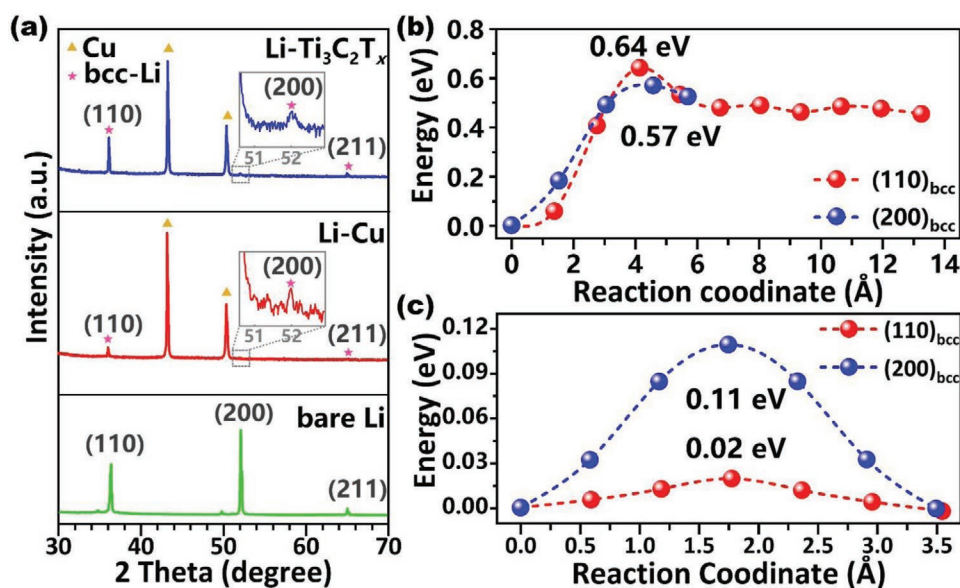 (a)
Intensity (a.u.)
Li-Ti₃C₂Tₓ
Cu
bcc-Li
(110)
(200)
51 52
(211)
Li-Cu
(110)
(200)
51 52
(211)
bare Li
(110)
(200)
(211)
30 40 50 60 70
2 Theta (degree)
(b)
Energy (eV)
0.8
0.6
0.4
0.2
0.0
0.64 eV
0.57 eV
(110)bcc
(200)bcc
0 2 4 6 8 10 12 14
Reaction coodinate (Å)
(c)
Energy (eV)
0.12
0.09
0.06
0.03
0.00
(110)bcc
(200)bcc
0.11 eV
0.02 eV
0.0 0.5 1.0 1.5 2.0 2.5 3.0 3.5
Reaction Coodinate (Å)